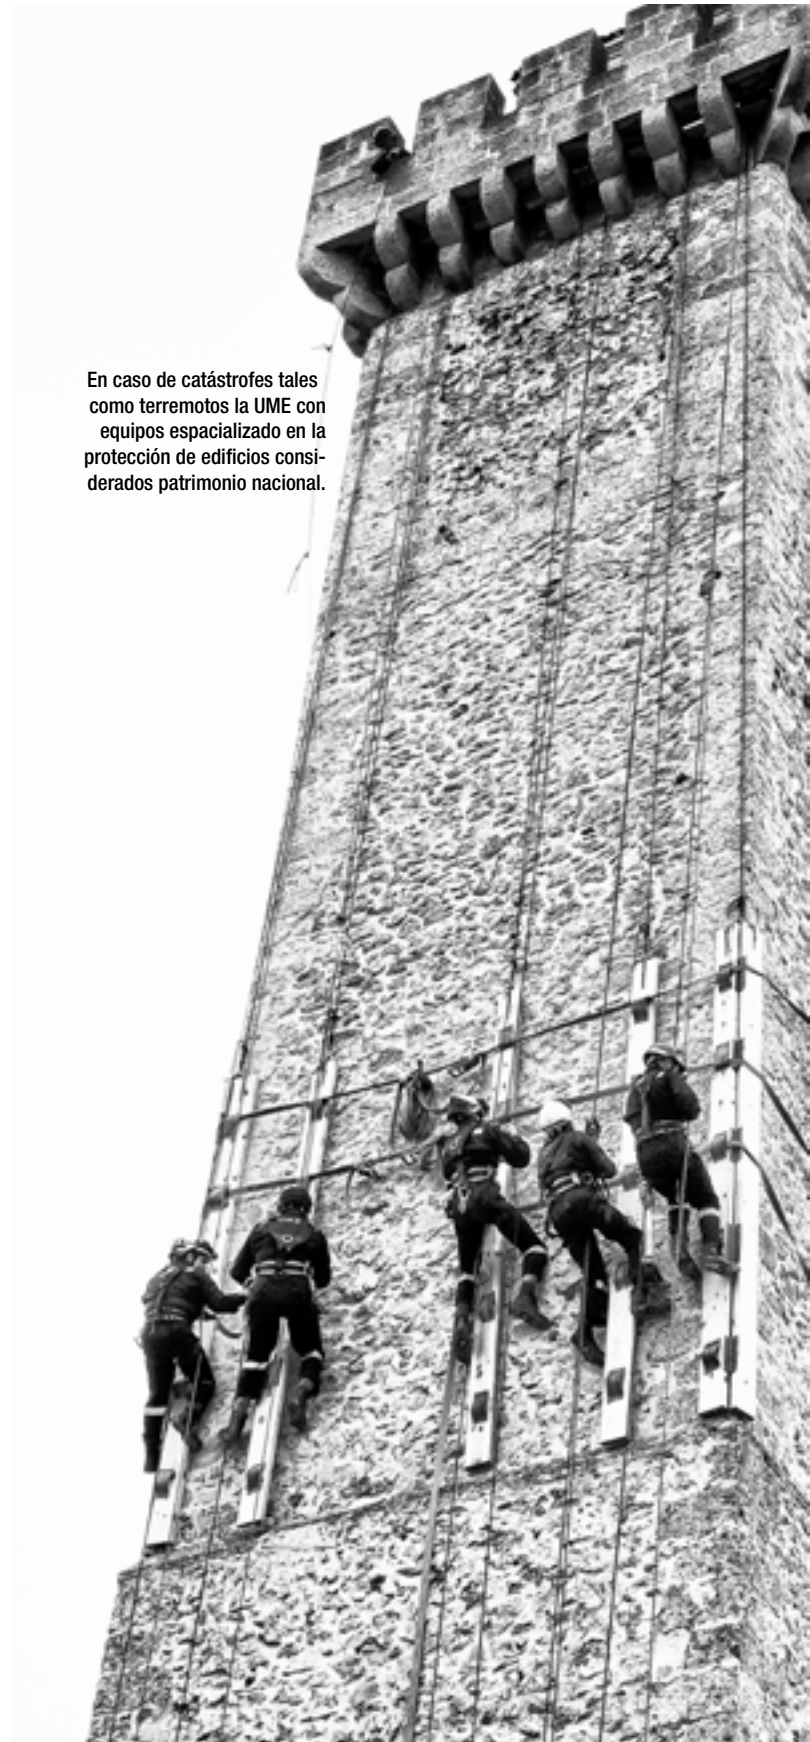 En caso de catástrofes tales
como terremotos la UME con
equipos espacializado en la
protección de edificios consi-
derados patrimonio nacional.